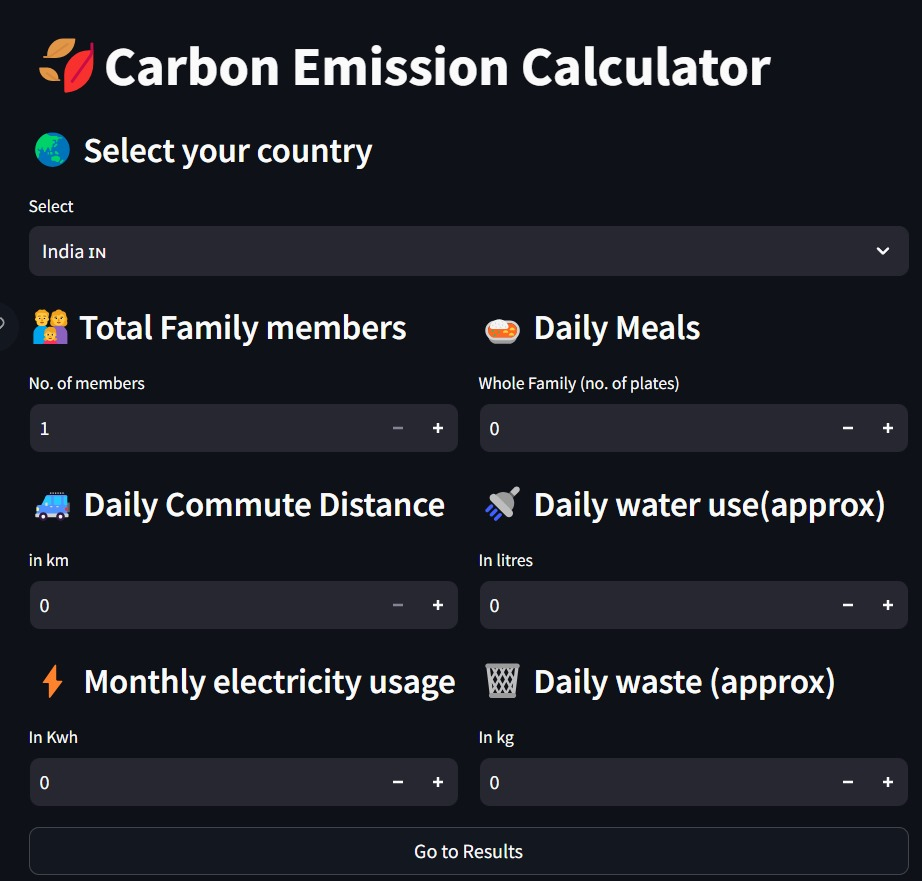 Carbon Emission Calculator
Select your country
Select
India IN
Total Family members
Daily Meals
No. of members
Whole Family (no. of plates)
1
0
Daily Commute Distance
Daily water use(approx)
in km
In litres
0
0
Monthly electricity usage
Daily waste (approx)
In Kwh
In kg
0
0
Go to Results